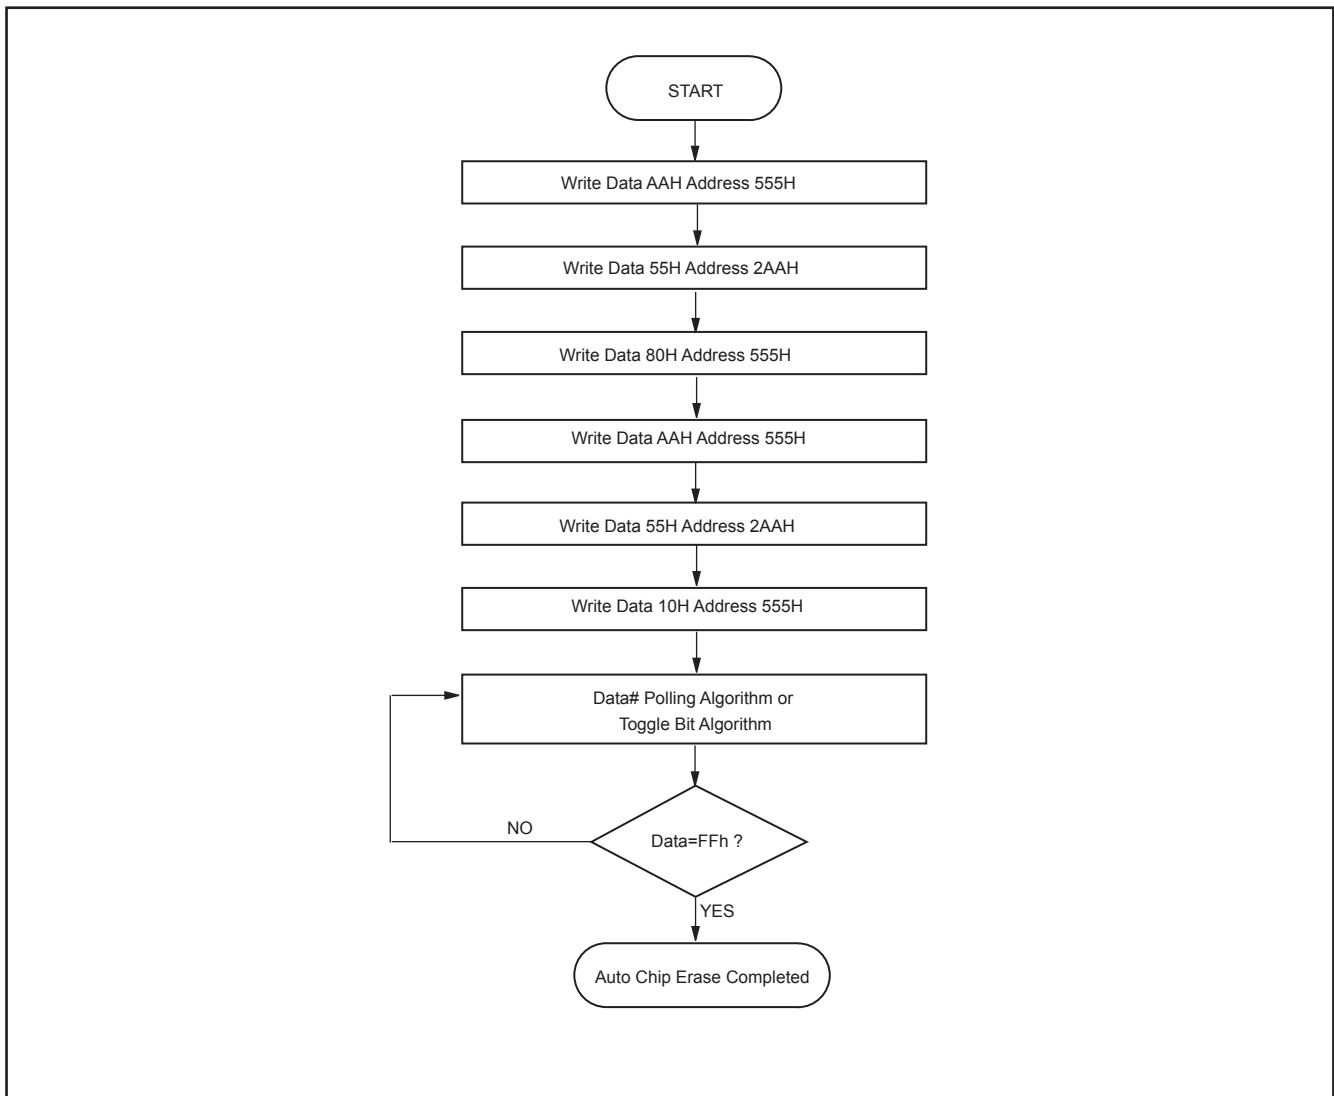 START
Write Data AAH Address 555H
Write Data 55H Address 2AAH
Write Data 80H Address 555H
Write Data AAH Address 555H
Write Data 55H Address 2AAH
Write Data 10H Address 555H
Data# Polling Algorithm or
Toggle Bit Algorithm
NO
Data=FFh ?
YES
Auto Chip Erase Completed